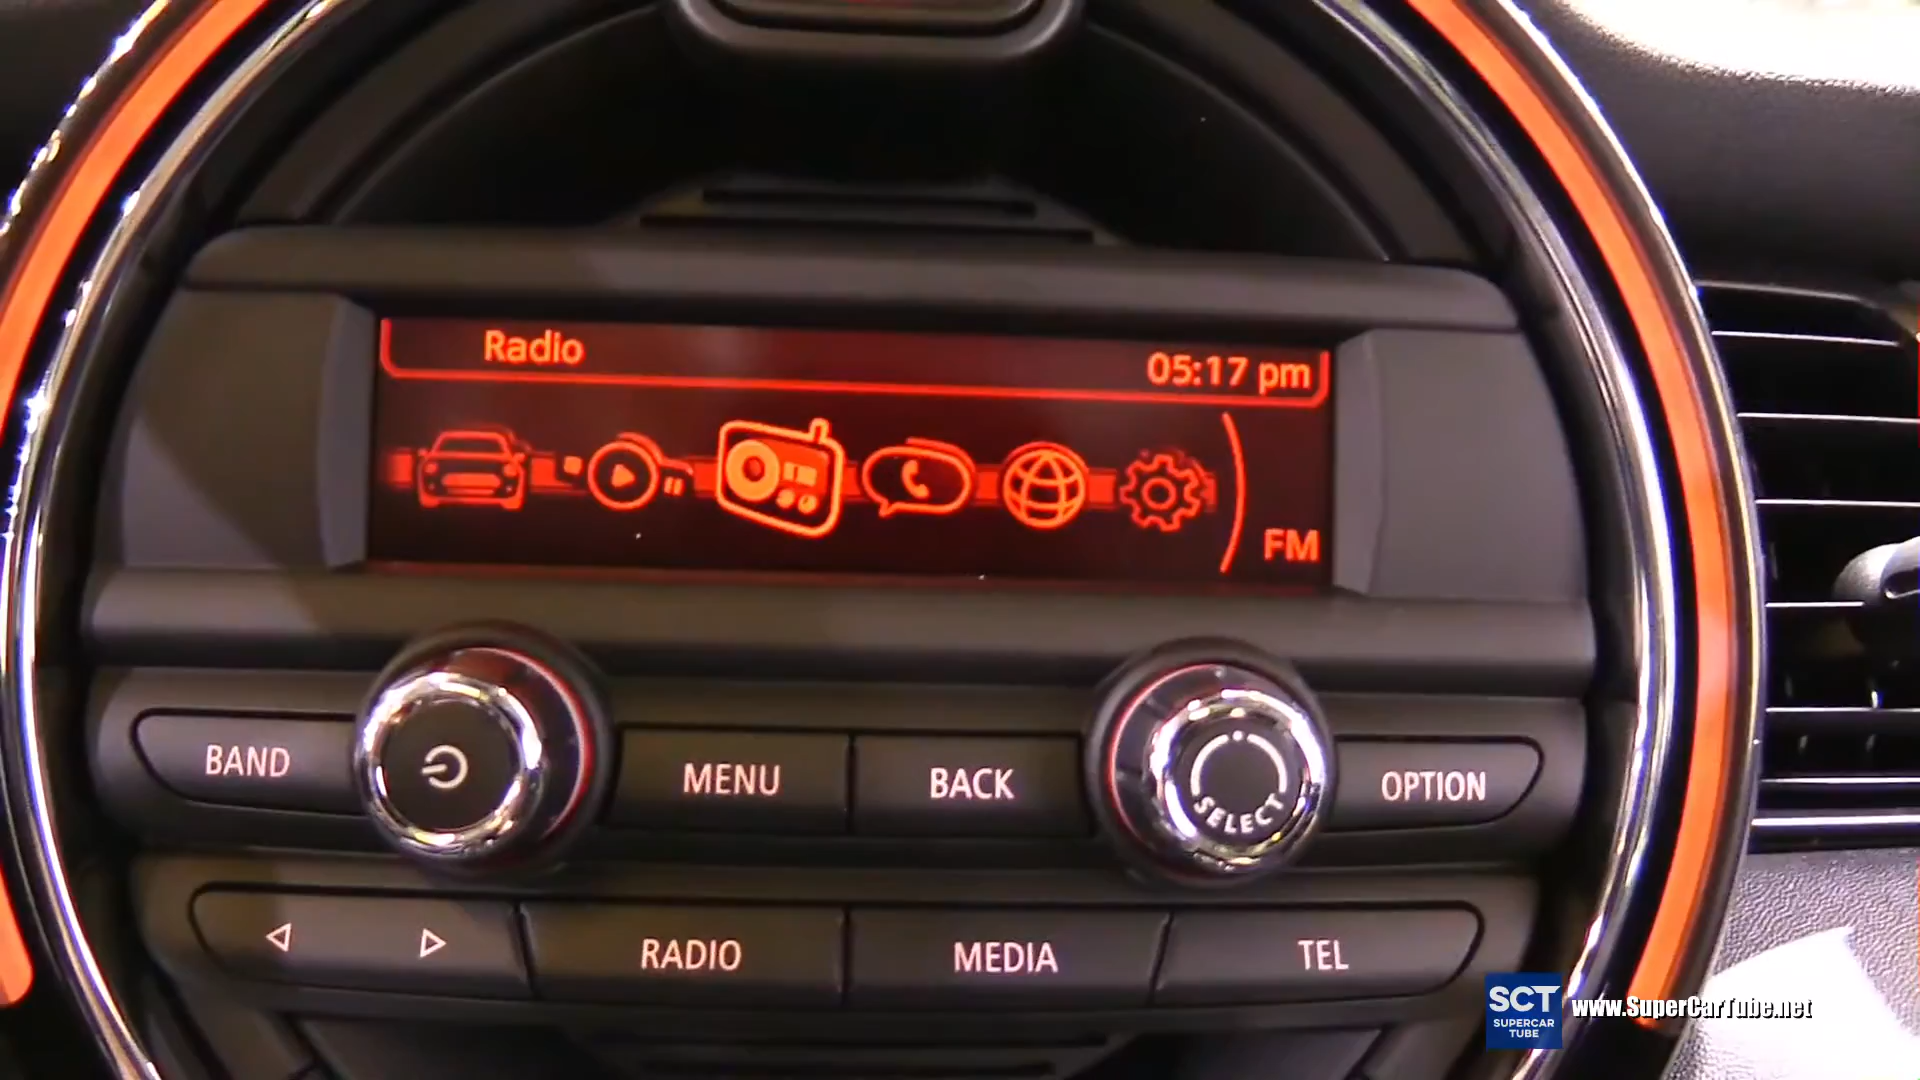 Radio
05:17 pm
FM
BAND
MENU
BACK
SELECT
OPTION
RADIO
MEDIA
TEL
SCT
SUPERCAR
TUBE
www.SuperCarTube.net